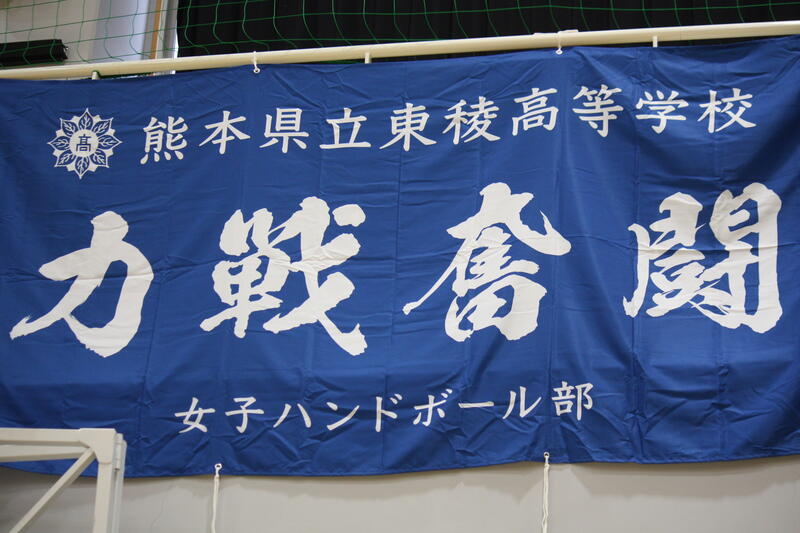 高
熊本県立東稜高等学校
力戦奮闘
女子ハンドボール部